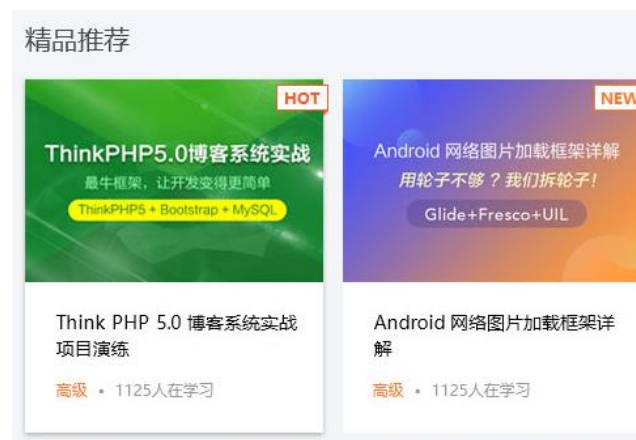 精品推荐
HOT
ThinkPHP5.0博客系统实战
最牛框架，让开发变得更简单
ThinkPHP5 + Bootstrap + MySQL
Think PHP 5.0 博客系统实战
项目演练
高级 • 1125人在学习
NEW
Android 网络图片加载框架详解
用轮子不够？我们拆轮子！
Glide+Fresco+UIL
Android 网络图片加载框架详
解
高级 • 1125人在学习